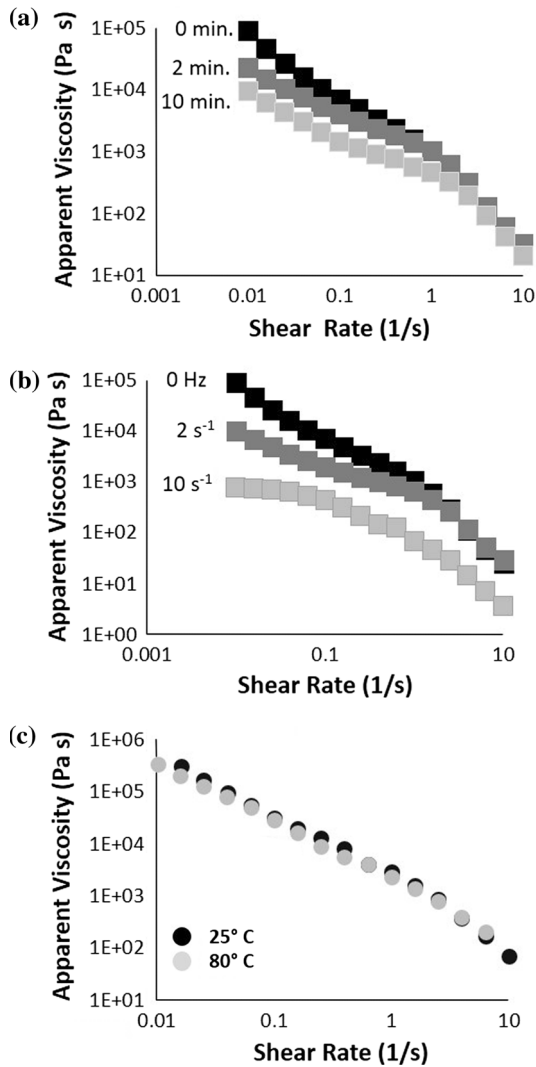 (a)
1E+05
1E+04
1E+03
1E+02
1E+01
Apparent Viscosity (Pa s)
0 min.
2 min.
10 min.
0.001 0.01 0.1 1 10
Shear Rate (1/s)
(b)
1E+05
1E+04
1E+03
1E+02
1E+01
1E+00
Apparent Viscosity (Pa s)
0 Hz
2 s⁻¹
10 s⁻¹
0.001 0.1 10
Shear Rate (1/s)
(c)
1E+06
1E+05
1E+04
1E+03
1E+02
1E+01
Apparent Viscosity (Pa s)
25° C
80° C
0.01 0.1 1 10
Shear Rate (1/s)